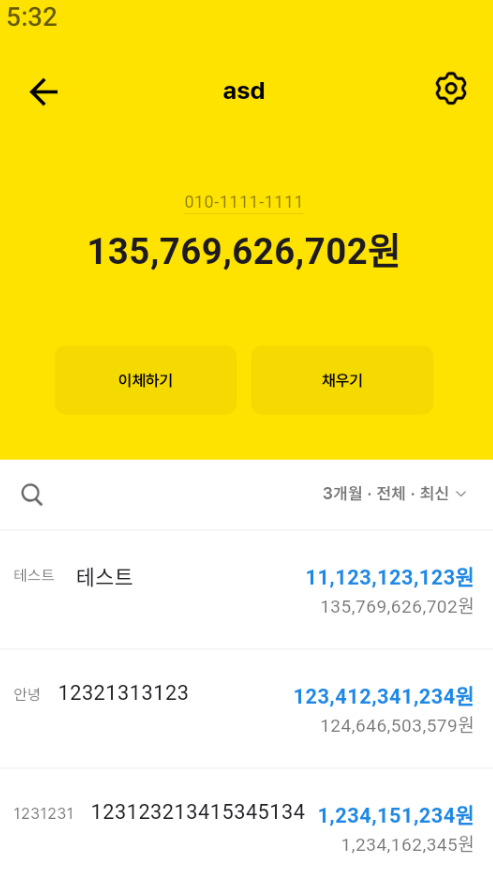 5:32
asd
010-1111-1111
135,769,626,702원
이체하기 채우기
3개월 · 전체 · 최신
테스트 테스트 11,123,123,123원
135,769,626,702원
안녕 12321313123 123,412,341,234원
124,646,503,579원
1231231 123123213415345134 1,234,151,234원
1,234,162,345원